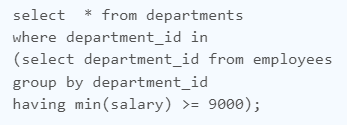 select  * from departments
where department_id in
(select department_id from employees
group by department_id
having min(salary) >= 9000);